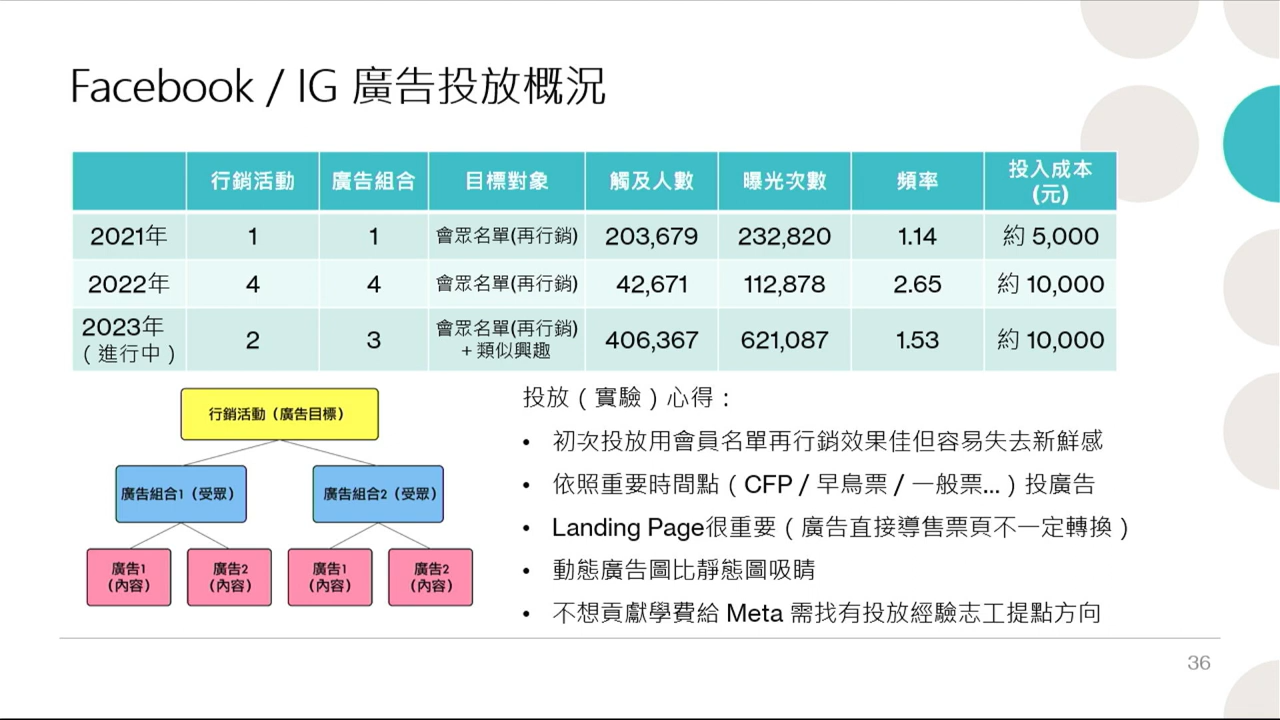 Facebook / IG 廣告投放概況
行銷活動 廣告組合 目標對象 觸及人數 曝光次數 頻率 投入成本
(元)
2021年 1 1 會眾名單(再行銷) 203,679 232,820 1.14 約 5,000
2022年 4 4 會眾名單(再行銷) 42,671 112,878 2.65 約 10,000
2023年
（進行中） 2 3 會眾名單(再行銷)
+ 類似興趣 406,367 621,087 1.53 約 10,000
行銷活動（廣告目標）
廣告組合1（受眾） 廣告組合2（受眾）
廣告1
（內容）
廣告2
（內容）
廣告1
（內容）
廣告2
（內容）
投放（實驗）心得：
• 初次投放用會員名單再行銷效果佳但容易失去新鮮感
• 依照重要時間點（CFP / 早鳥票 / 一般票…）投廣告
• Landing Page很重要（廣告直接導售票頁不一定轉換）
• 動態廣告圖比靜態圖吸睛
• 不想貢獻學費給 Meta 需找有投放經驗志工提點方向
36